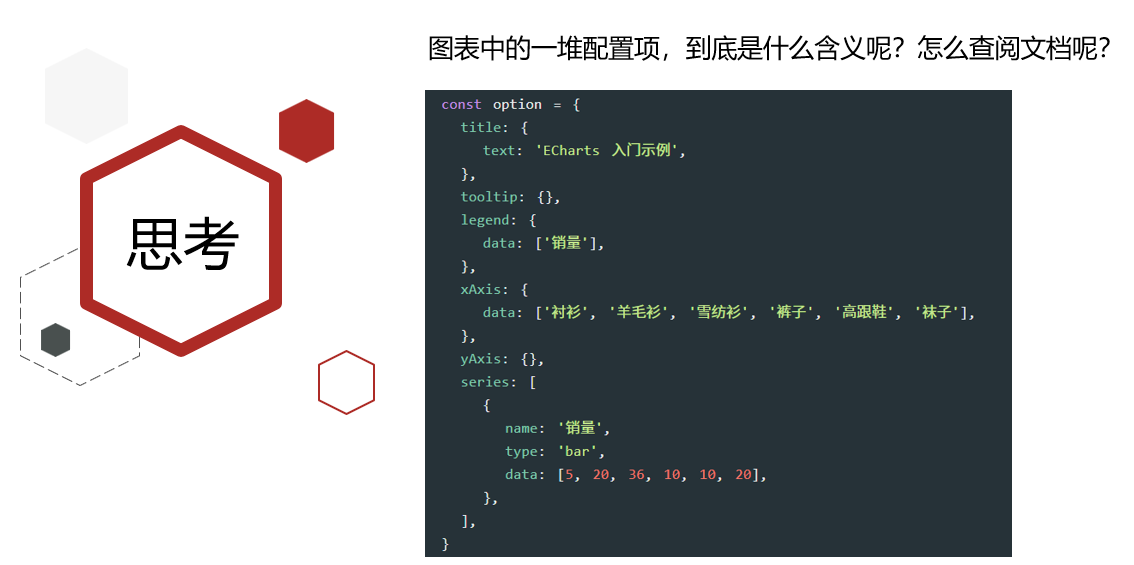 图表中的一堆配置项，到底是什么含义呢？怎么查阅文档呢？
思考
const option = {
  title: {
    text: 'ECharts 入门示例',
  },
  tooltip: {},
  legend: {
    data: ['销量'],
  },
  xAxis: {
    data: ['衬衫', '羊毛衫', '雪纺衫', '裤子', '高跟鞋', '袜子'],
  },
  yAxis: {},
  series: [
    {
      name: '销量',
      type: 'bar',
      data: [5, 20, 36, 10, 10, 20],
    },
  ],
}